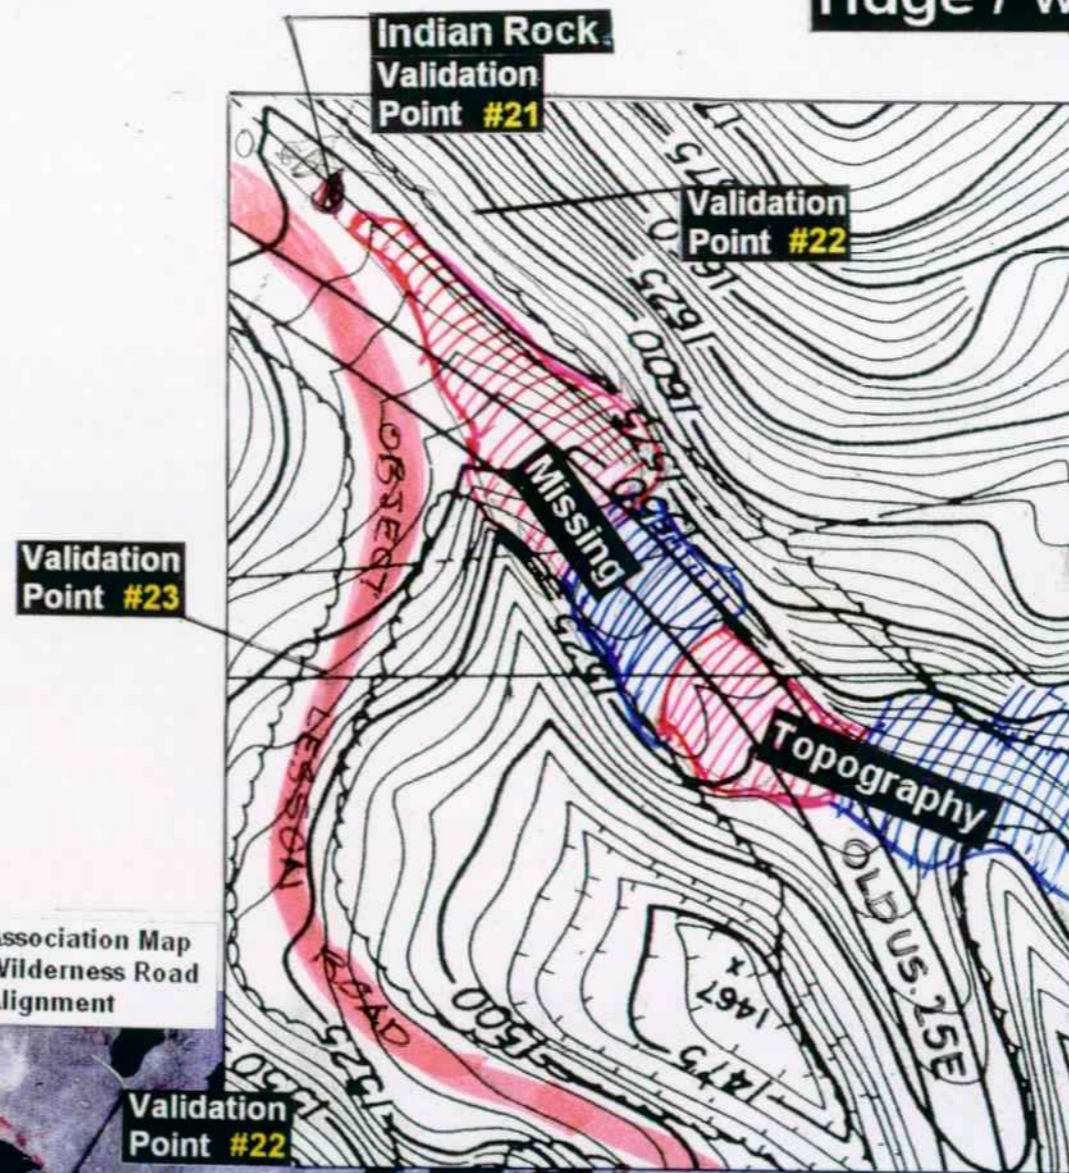 Indian Rock
Validation
Point #21
Validation
Point #22
1625
1600
1575
Missing
OBJECT
Validation
Point #23
1525
LESSON
Topography
OLD US. 25E
ROAD
1467
1475
1500
1525
Association Map
Wilderness Road
Validation
Point #22